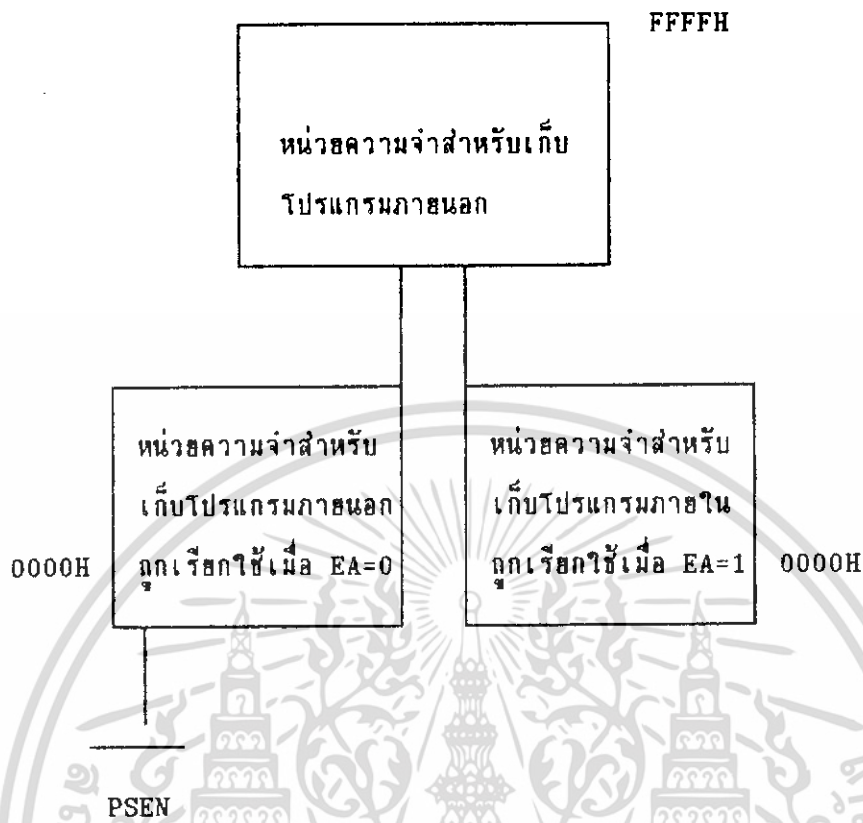 FFFFH
หน่วยความจำสำหรับเก็บ
โปรแกรมภายนอก
หน่วยความจำสำหรับ
เก็บโปรแกรมภายนอก
0000H ถูกเรียกใช้เมื่อ EA=0
หน่วยความจำสำหรับ
เก็บโปรแกรมภายใน
ถูกเรียกใช้เมื่อ EA=1 0000H
PSEN